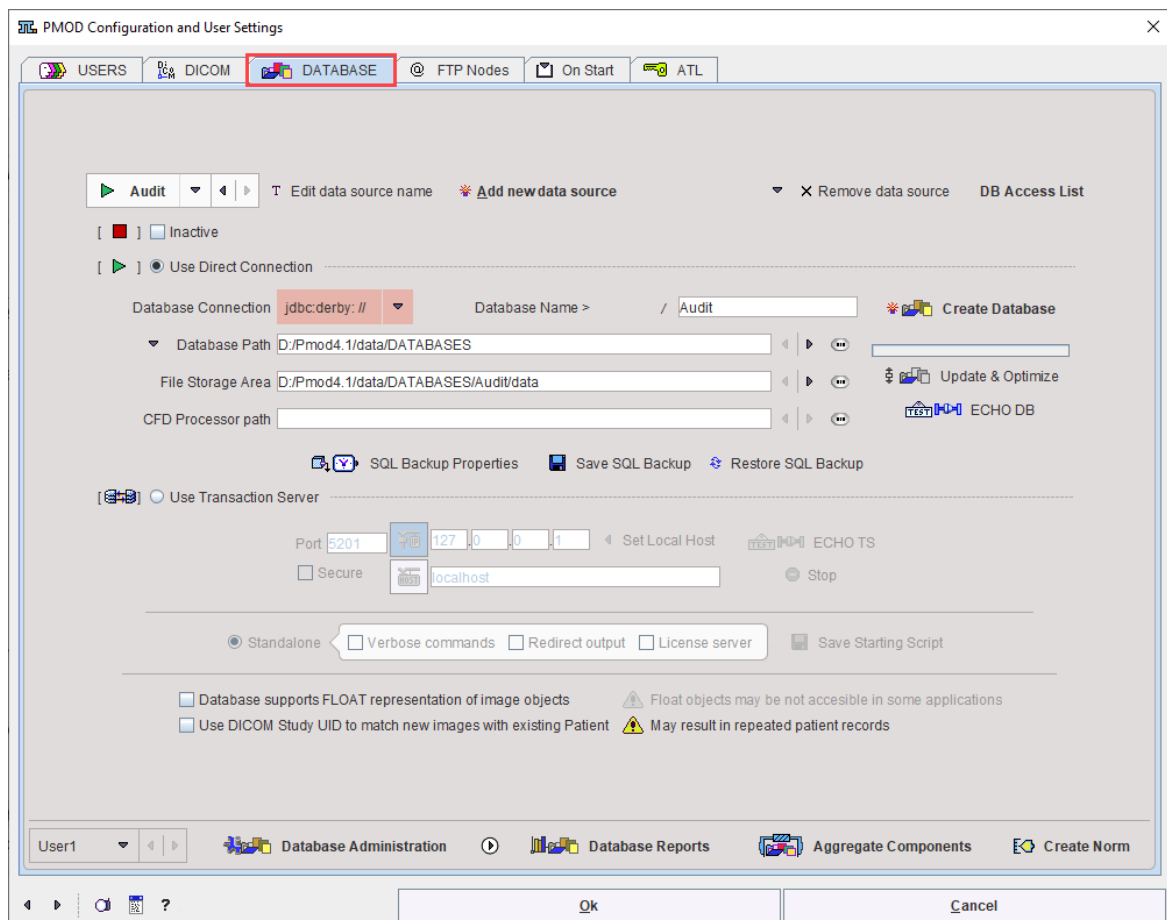 PMOD Configuration and User Settings
USERS DICOM DATABASE @ FTP Nodes On Start ATL
Audit T Edit data source name Add new data source X Remove data source DB Access List
[ ] Inactive
[ ] Use Direct Connection
Database Connection jdbc:derby: // Database Name > / Audit Create Database
Database Path D:/Pmod4.1/data/DATABASES
File Storage Area D:/Pmod4.1/data/DATABASES/Audit/data Update & Optimize
CFD Processor path TEST ECHO DB
SQL Backup Properties Save SQL Backup Restore SQL Backup
[ ] Use Transaction Server
Port 5201 127 .0 .0 .1 Set Local Host TEST ECHO TS
Secure HOST localhost Stop
Standalone Verbose commands Redirect output License server Save Starting Script
Database supports FLOAT representation of image objects Float objects may be not accesible in some applications
Use DICOM Study UID to match new images with existing Patient May result in repeated patient records
User1 Database Administration Database Reports Aggregate Components Create Norm
? Ok Cancel